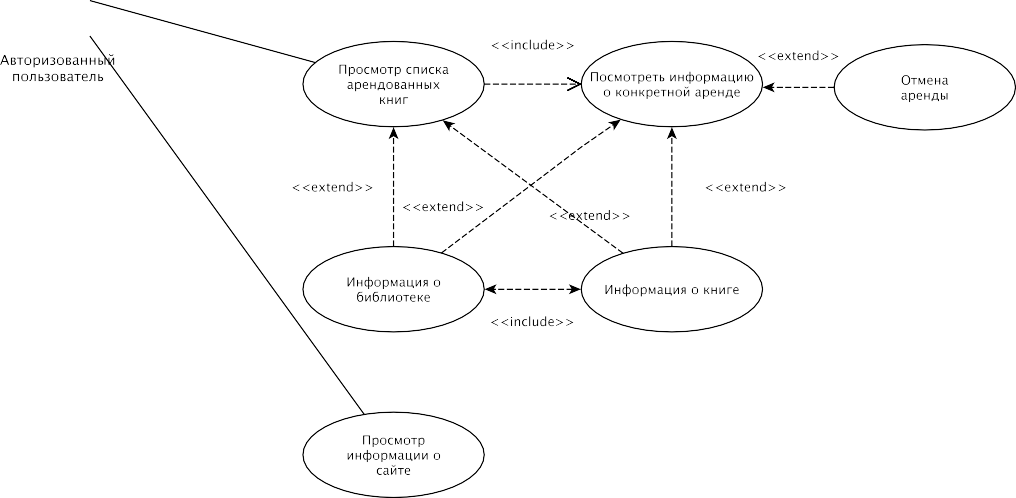 <<include>>
<<extend>>
Авторизованный
пользователь
Просмотр списка
арендованных
книг
Посмотреть информацию
о конкретной аренде
Отмена
аренды
<<extend>>
<<extend>>
<<extend>>
<<extend>>
Информация о
библиотеке
Информация о книге
<<include>>
Просмотр
информации о
сайте